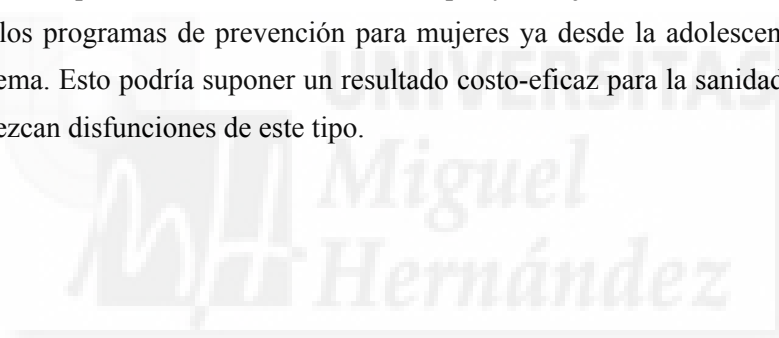 los programas de prevención para mujeres ya desde la adolescen
ema. Esto podría suponer un resultado costo-eficaz para la sanidad
ezcan disfunciones de este tipo.
UNIVERSITAS
Miguel
Hernández